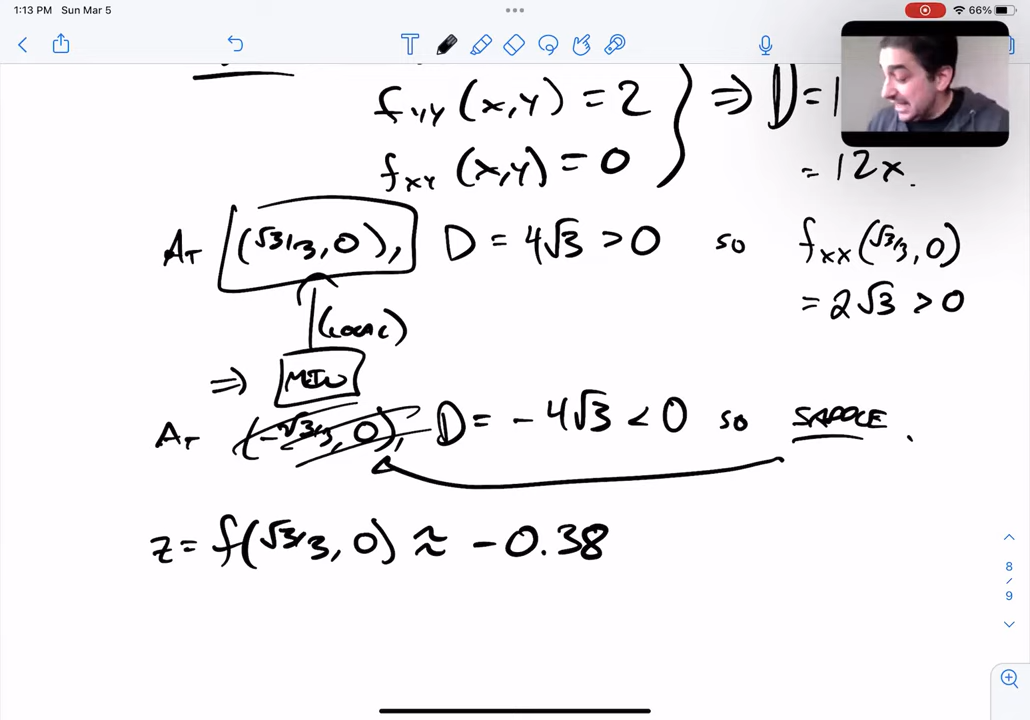 1:13 PM Sun Mar 5
66%
f_yy (x,y) = 2 ⇒ D = 1
f_xy (x,y) = 0 = 12x.
At (√3/3, 0), D = 4√3 > 0 so f_xx (√3/3, 0)
= 2√3 > 0
(LOCAL)
⇒ MIN
At (-√3/3, 0), D = -4√3 < 0 so SADDLE.
z = f(√3/3, 0) ≈ -0.38
8
/
9